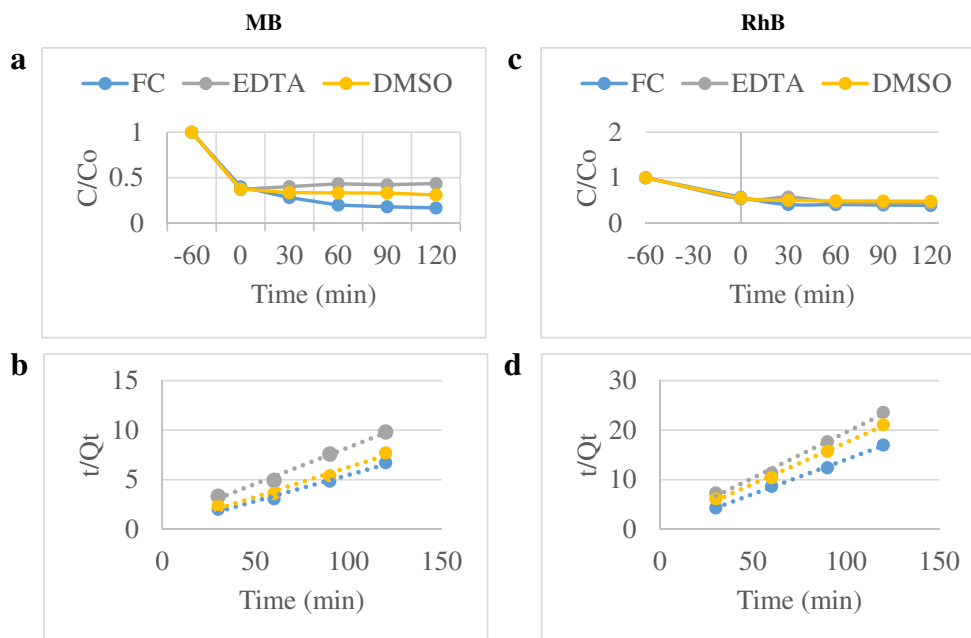 MB
a
FC EDTA DMSO
1
0.5
0
C/Co
-60 0 30 60 90 120
Time (min)
RhB
c
FC EDTA DMSO
2
1
0
C/Co
-60 -30 0 30 60 90 120
Time (min)
b
15
10
5
0
t/Qt
0 50 100 150
Time (min)
d
30
20
10
0
t/Qt
0 50 100 150
Time (min)